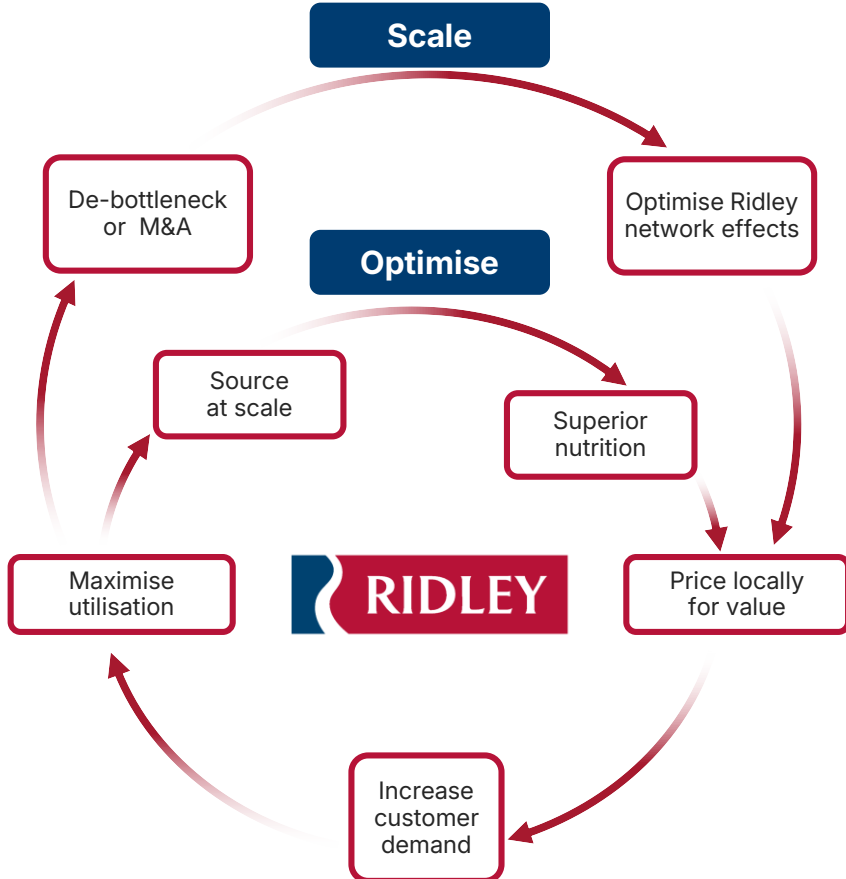 Scale
De-bottleneck
or M&A
Optimise Ridley
network effects
Optimise
Source
at scale
Superior
nutrition
Maximise
utilisation
RIDLEY
Price locally
for value
Increase
customer
demand